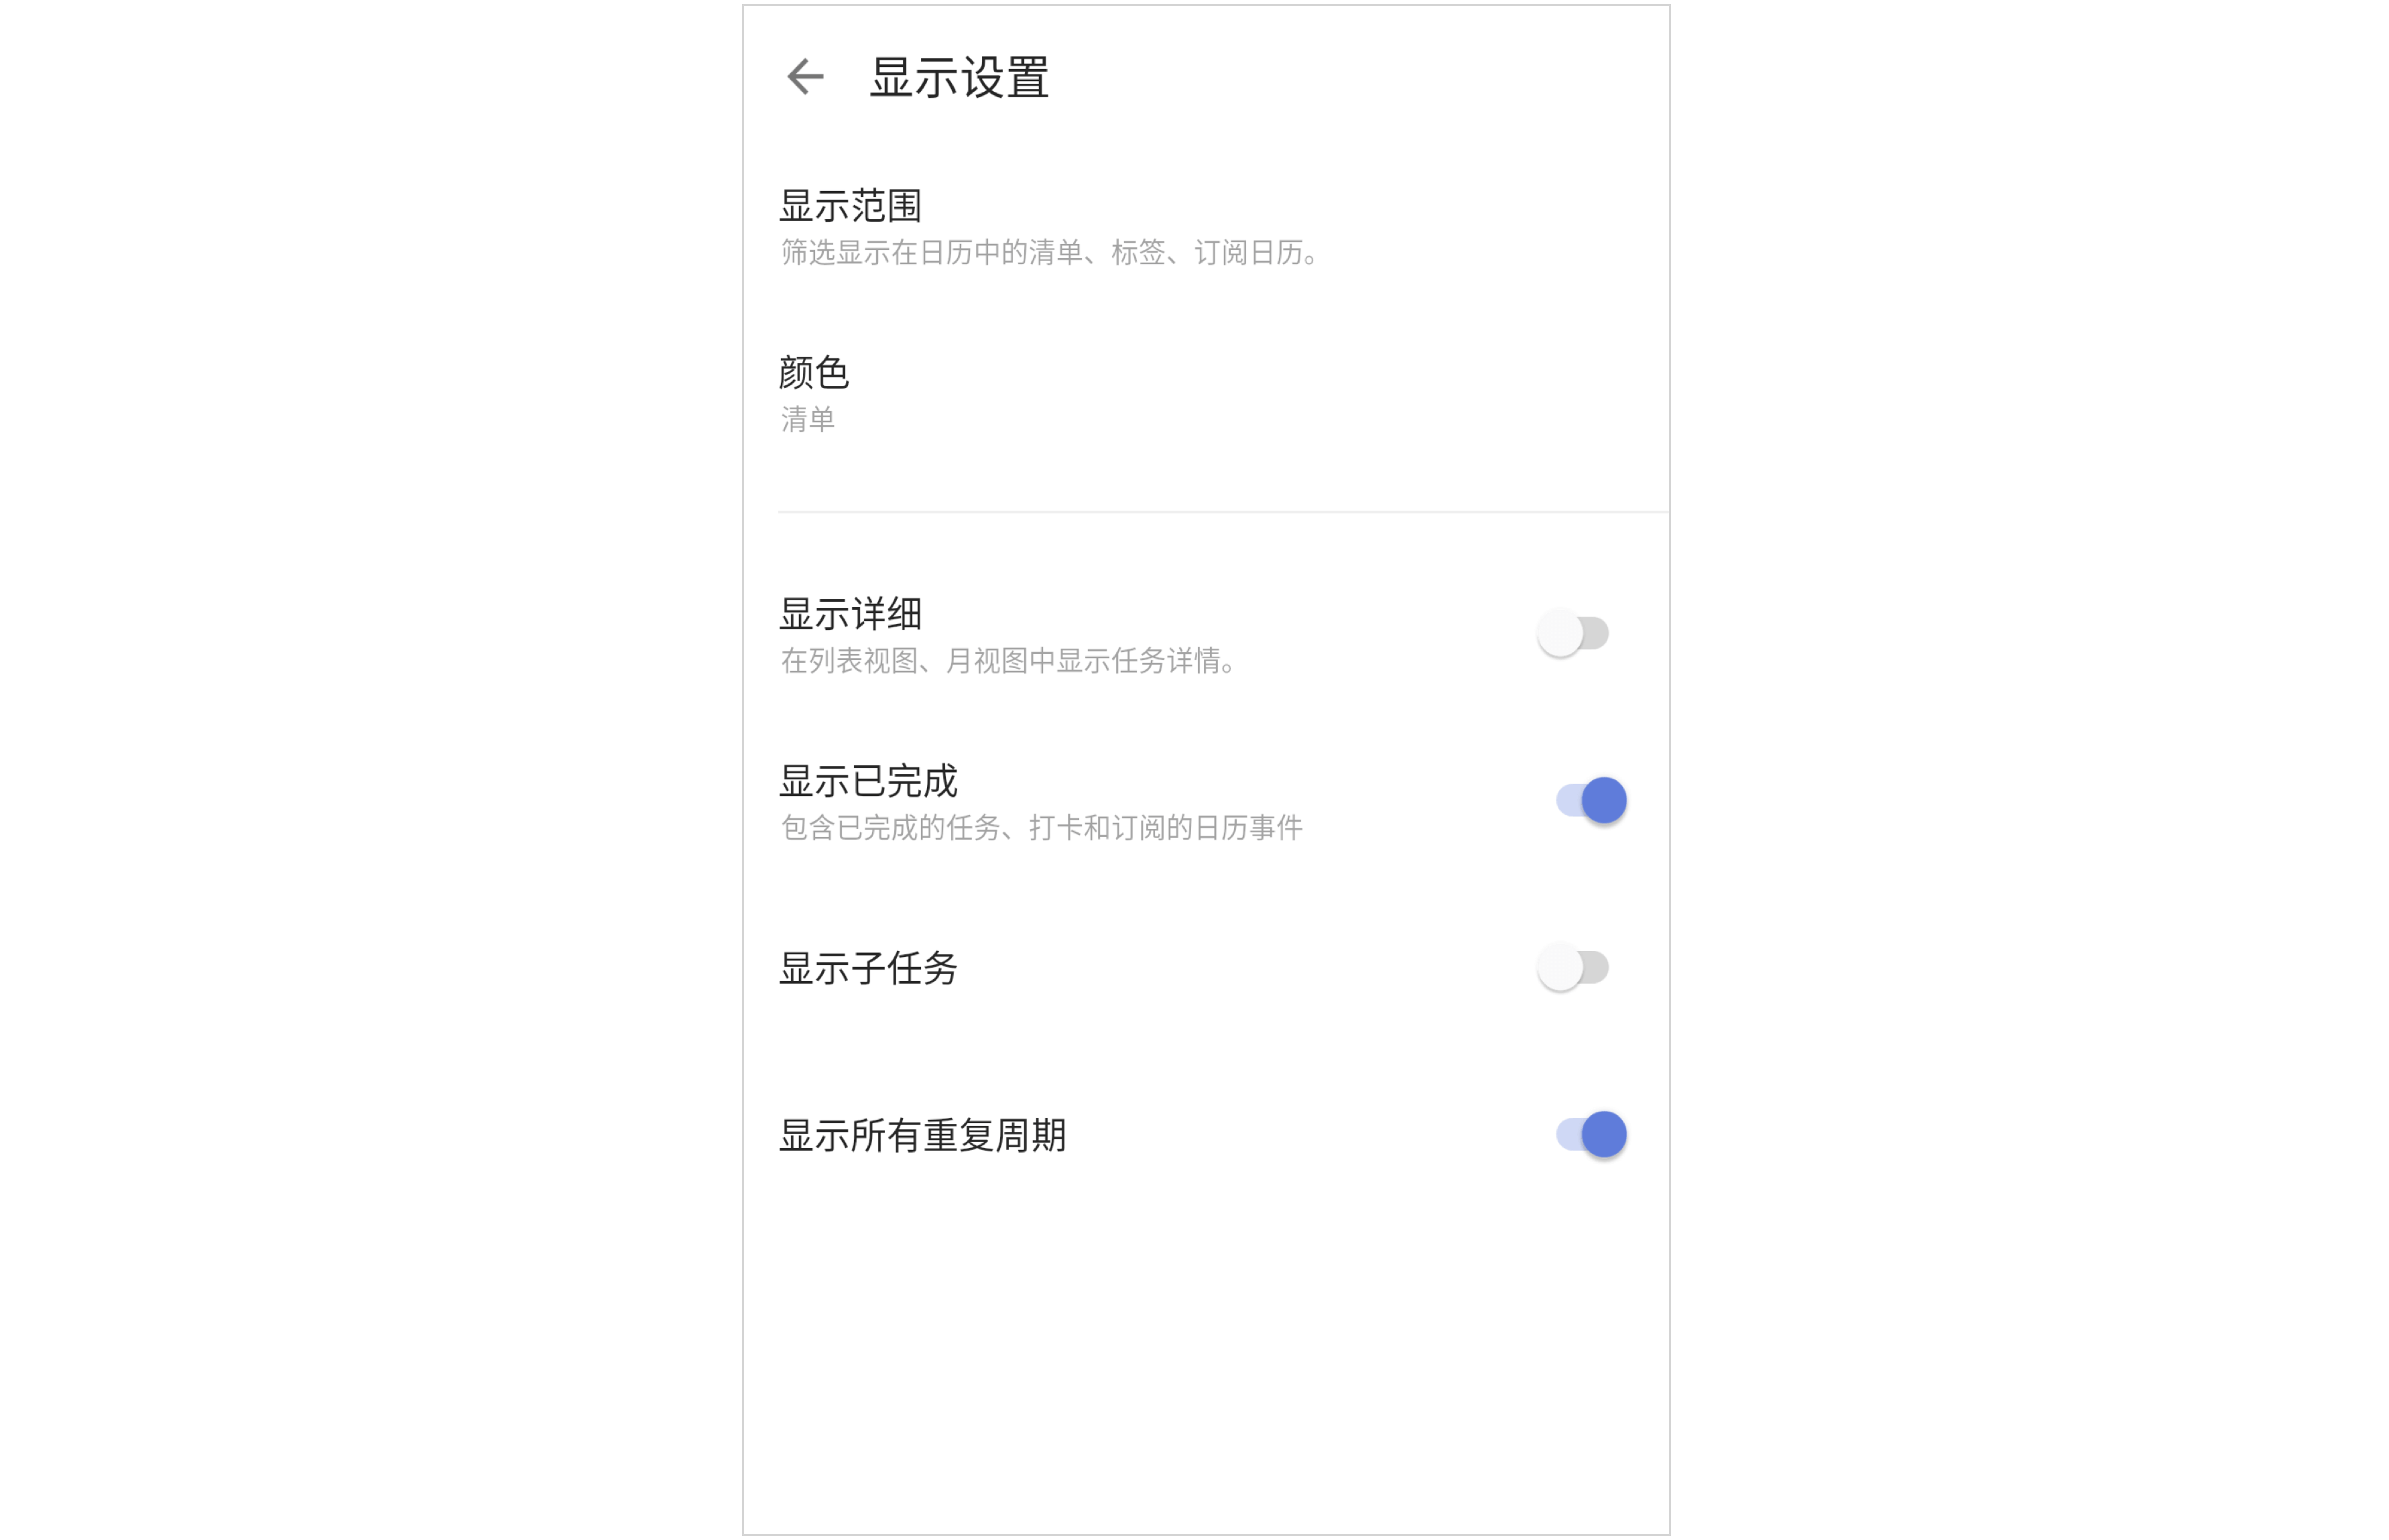 显示设置
显示范围
筛选显示在日历中的清单、标签、订阅日历。
颜色
清单
显示详细
在列表视图、月视图中显示任务详情。
显示已完成
包含已完成的任务、打卡和订阅的日历事件
显示子任务
显示所有重复周期